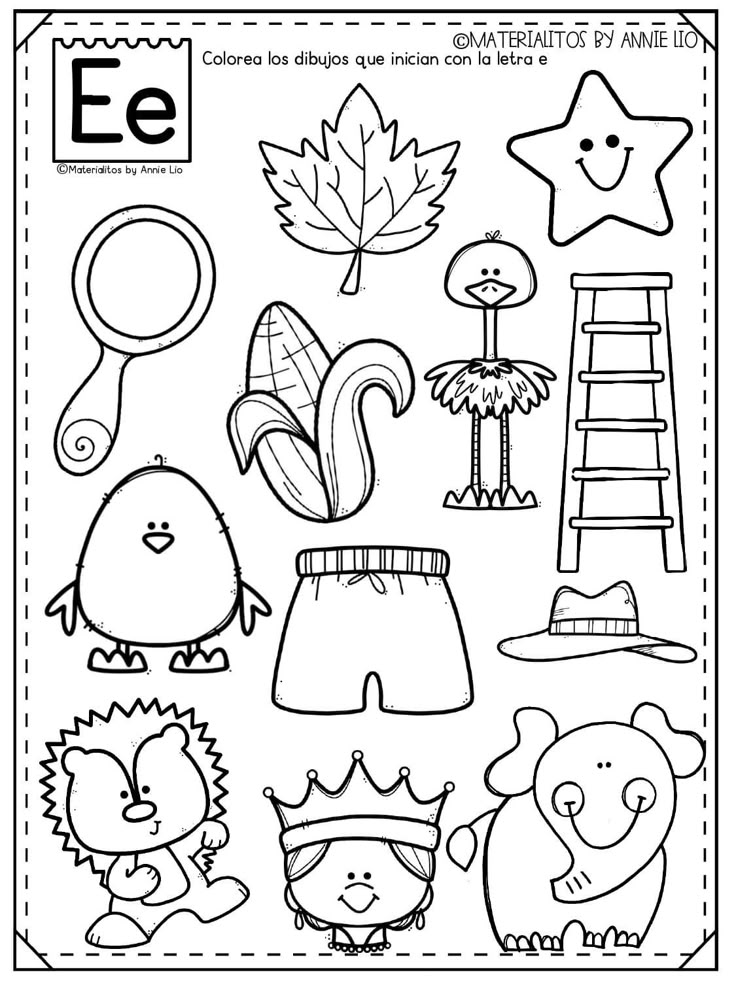 ©MATERIALITOS BY ANNIE LIO
Colorea los dibujos que inician con la letra e
Ee
©Materialitos by Annie Lio